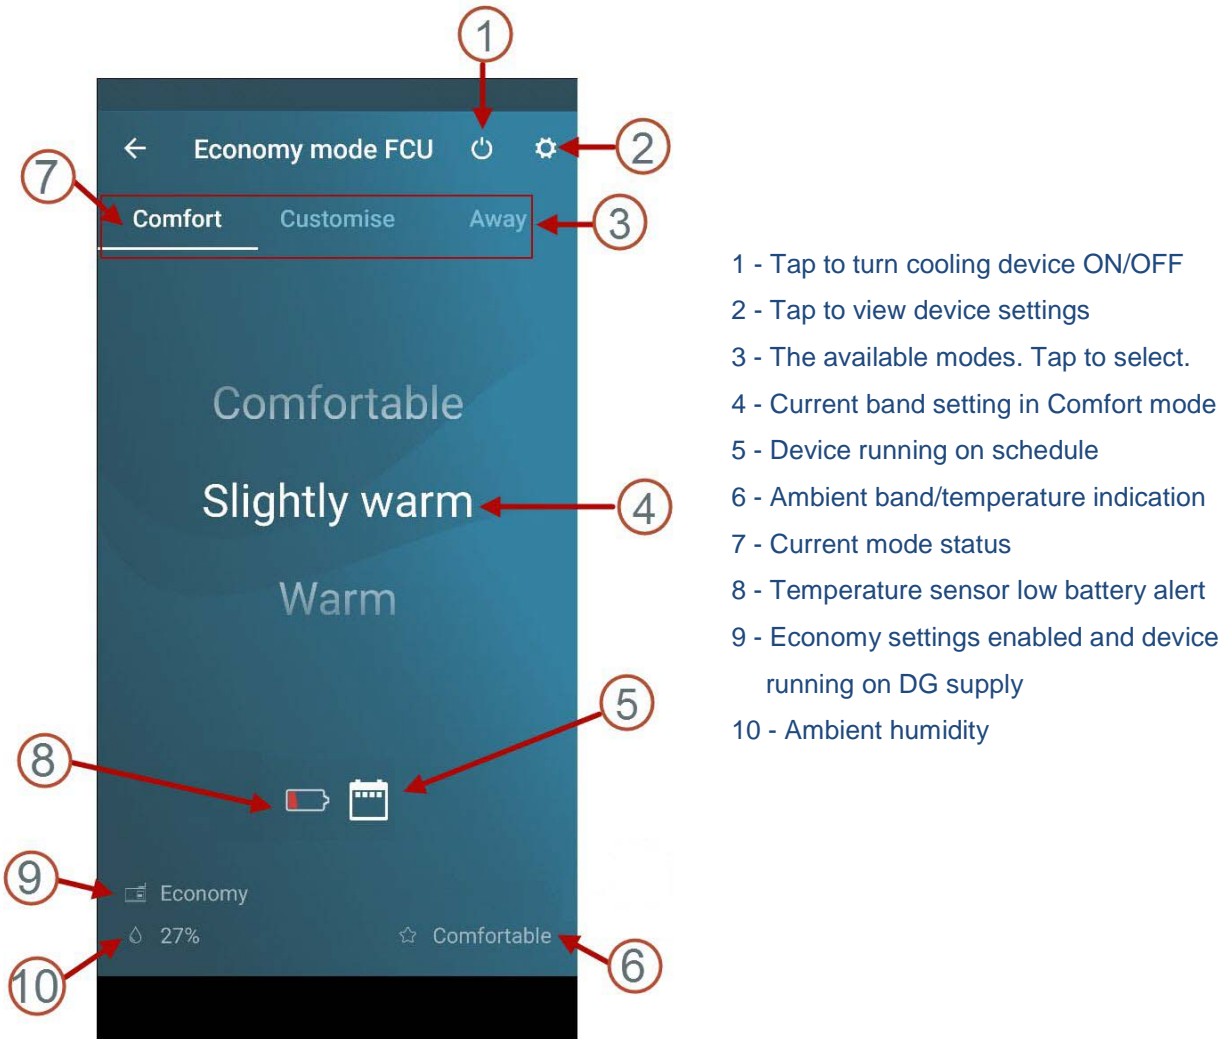 1
Economy mode FCU
2
7
Comfort Customise Away
3
Comfortable
Slightly warm
4
Warm
5
8
9
Economy
27%
Comfortable
6
10
1 - Tap to turn cooling device ON/OFF
2 - Tap to view device settings
3 - The available modes. Tap to select.
4 - Current band setting in Comfort mode
5 - Device running on schedule
6 - Ambient band/temperature indication
7 - Current mode status
8 - Temperature sensor low battery alert
9 - Economy settings enabled and device
running on DG supply
10 - Ambient humidity